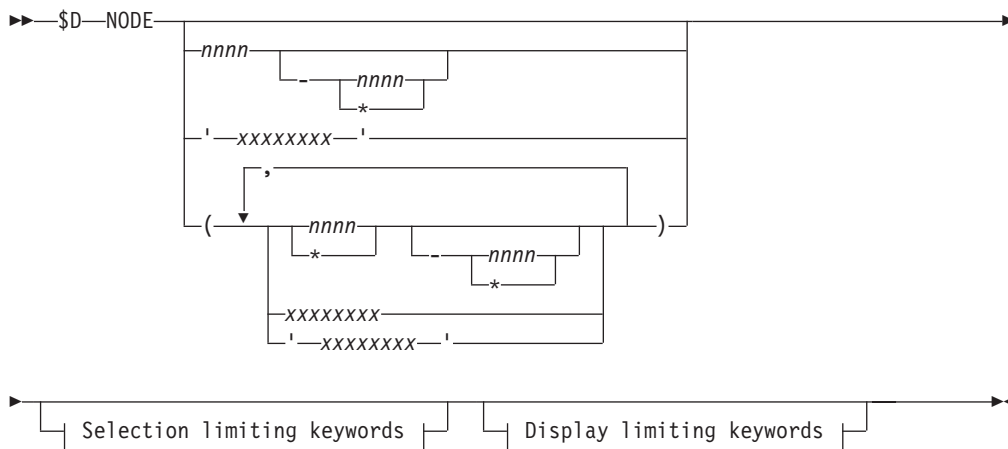 $D NODE
nnnn
- nnnn
*
' xxxxxxxx '
,
( nnnn - nnnn )
* *
xxxxxxxx
' xxxxxxxx '
Selection limiting keywords Display limiting keywords